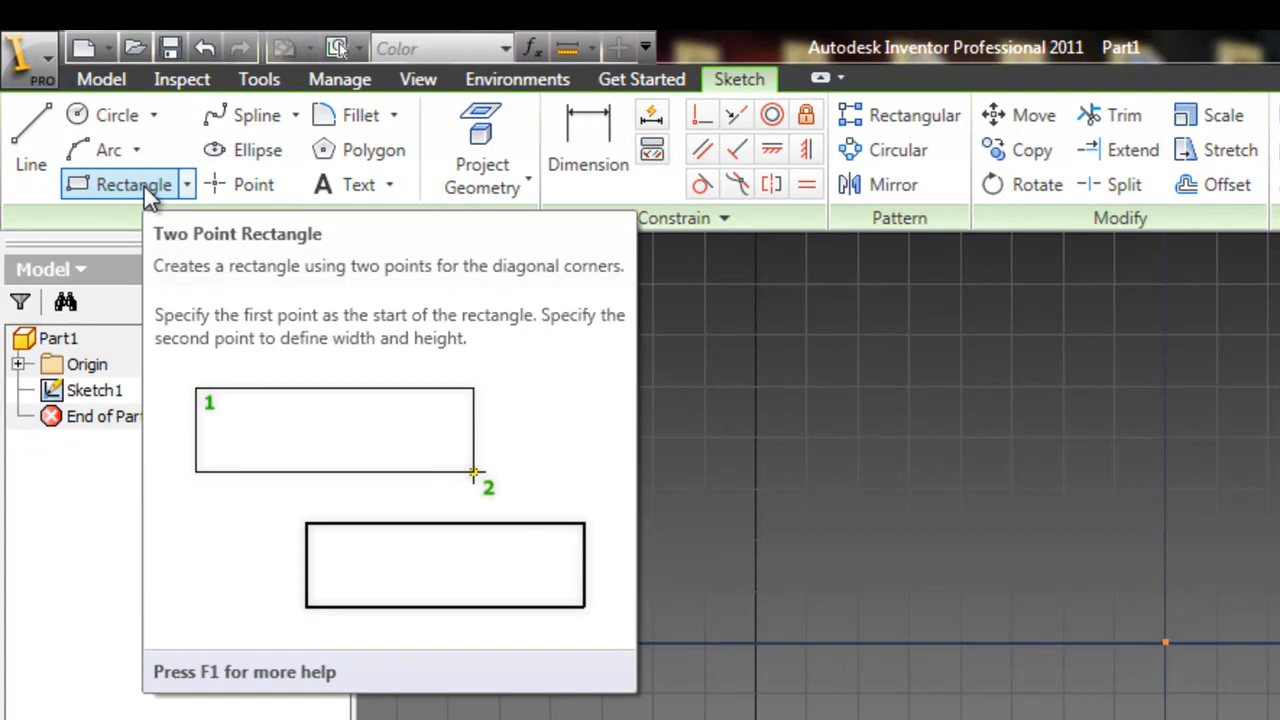 Color
Autodesk Inventor Professional 2011 Part1
PRO
Model Inspect Tools Manage View Environments Get Started Sketch
Line
Circle
Arc
Rectangle
Spline
Ellipse
Point
Fillet
Polygon
Text
Project
Geometry
Dimension
Constrain
Rectangular
Circular
Mirror
Pattern
Move
Copy
Rotate
Trim
Extend
Split
Scale
Stretch
Offset
Modify
Model
Part1
Origin
Sketch1
End of Par
Two Point Rectangle
Creates a rectangle using two points for the diagonal corners.
Specify the first point as the start of the rectangle. Specify the
second point to define width and height.
1
2
Press F1 for more help